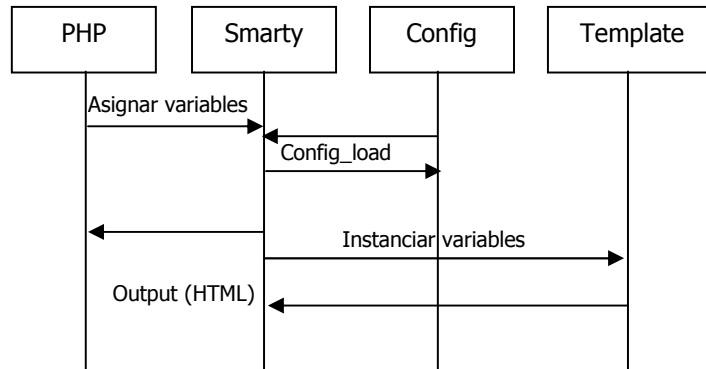 PHP
Smarty
Config
Template
Asignar variables
Config_load
Instanciar variables
Output (HTML)